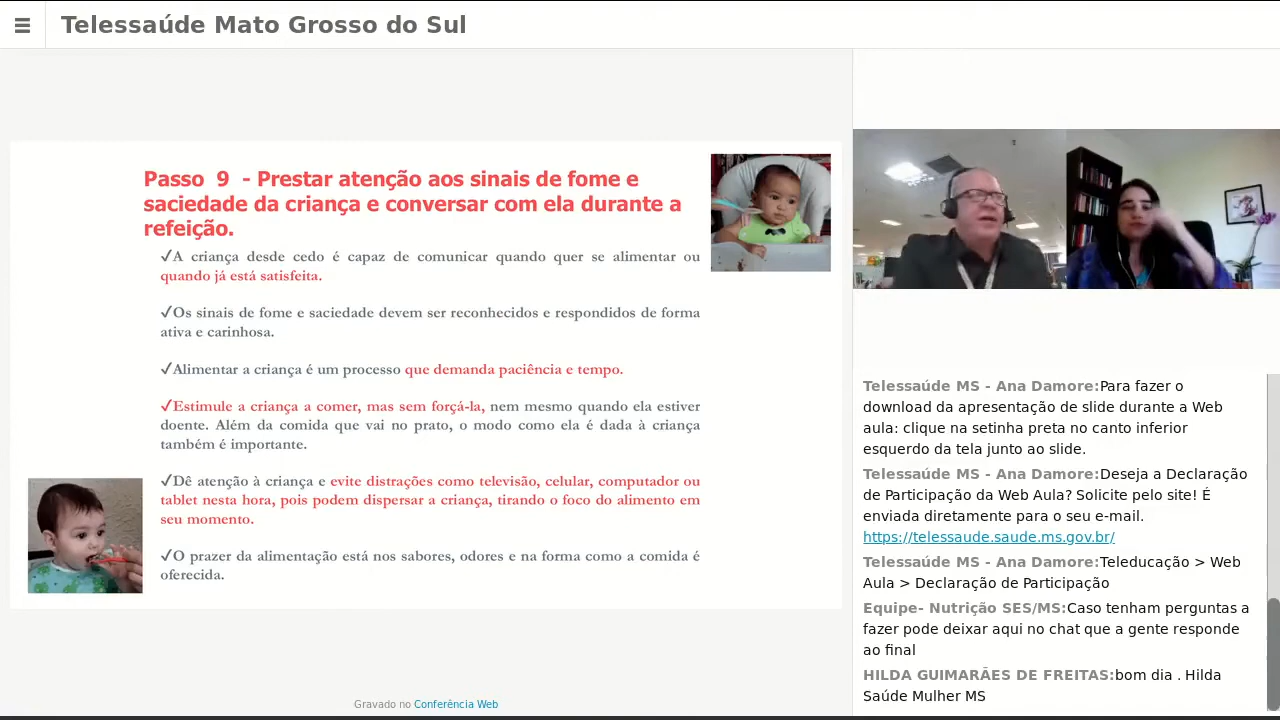 Telessaúde Mato Grosso do Sul
Passo 9 - Prestar atenção aos sinais de fome e
saciedade da criança e conversar com ela durante a
refeição.
✓A criança desde cedo é capaz de comunicar quando quer se alimentar ou
quando já está satisfeita.
✓Os sinais de fome e saciedade devem ser reconhecidos e respondidos de forma
ativa e carinhosa.
✓Alimentar a criança é um processo que demanda paciência e tempo.
✓Estimule a criança a comer, mas sem forçá-la, nem mesmo quando ela estiver
doente. Além da comida que vai no prato, o modo como ela é dada à criança
também é importante.
✓Dê atenção à criança e evite distrações como televisão, celular, computador ou
tablet nesta hora, pois podem dispersar a criança, tirando o foco do alimento em
seu momento.
✓O prazer da alimentação está nos sabores, odores e na forma como a comida é
oferecida.
Gravado no Conferência Web
Telessaúde MS - Ana Damore:Para fazer o
download da apresentação de slide durante a Web
aula: clique na setinha preta no canto inferior
esquerdo da tela junto ao slide.
Telessaúde MS - Ana Damore:Deseja a Declaração
de Participação da Web Aula? Solicite pelo site! É
enviada diretamente para o seu e-mail.
https://telessaude.saude.ms.gov.br/
Telessaúde MS - Ana Damore:Teleducação > Web
Aula > Declaração de Participação
Equipe- Nutrição SES/MS:Caso tenham perguntas a
fazer pode deixar aqui no chat que a gente responde
ao final
HILDA GUIMARÃES DE FREITAS:bom dia . Hilda
Saúde Mulher MS